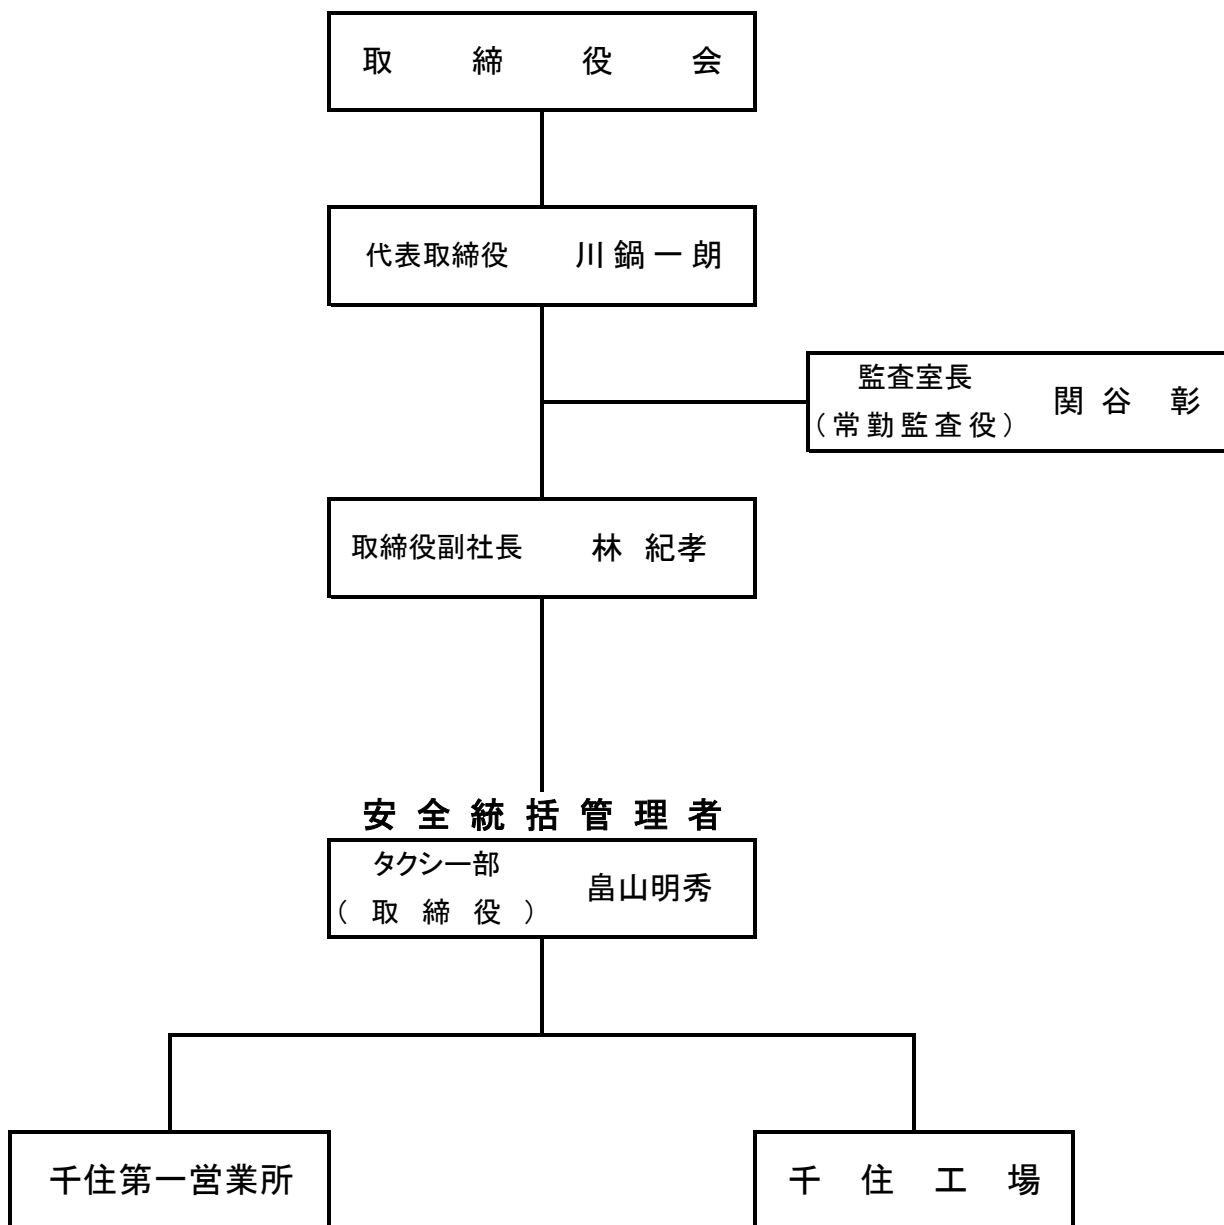 取締役会
代表取締役 川鍋一朗
監査室長
(常勤監査役) 関谷 彰
取締役副社長 林 紀孝
安全統括管理者
タクシー部
(取締役) 畠山明秀
千住第一営業所
千住工場